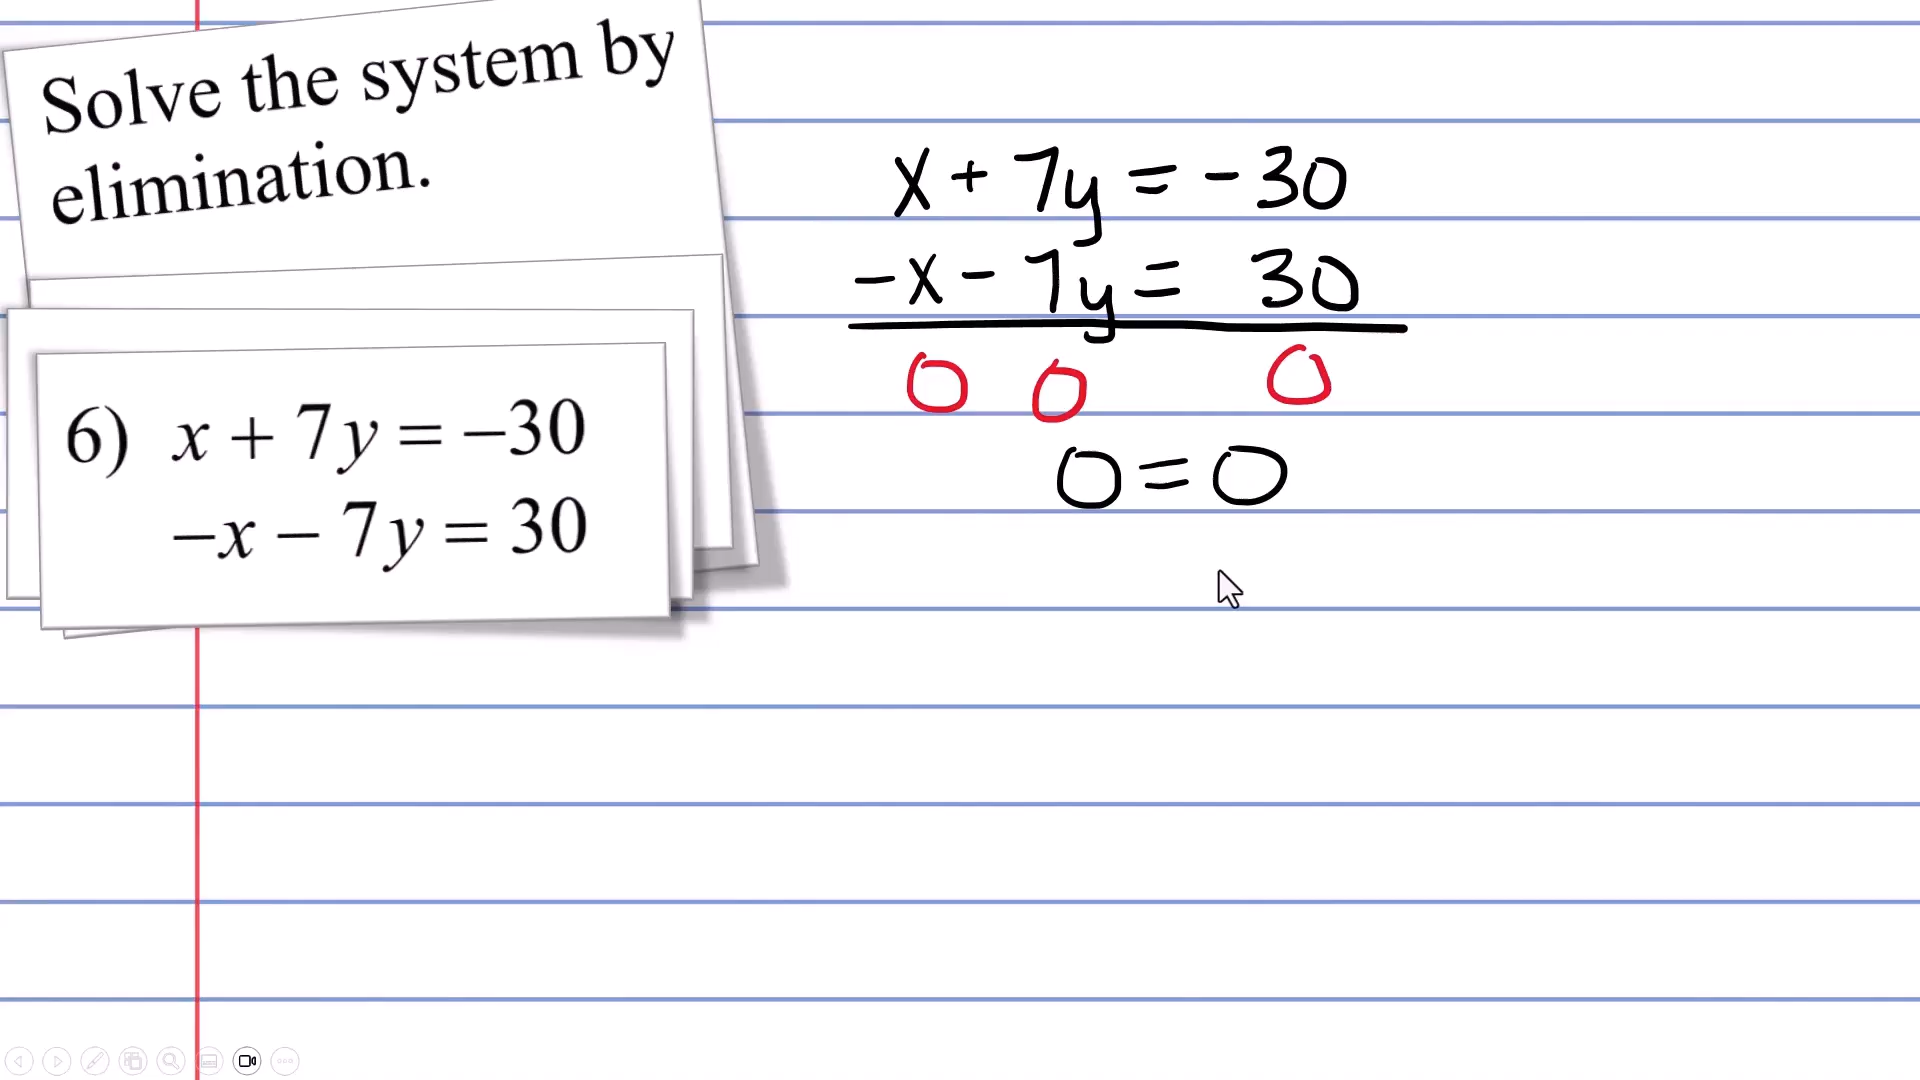 Solve the system by
elimination.
6) x + 7y = −30
−x − 7y = 30
x + 7y = -30
-x - 7y = 30
0 0 0
0 = 0